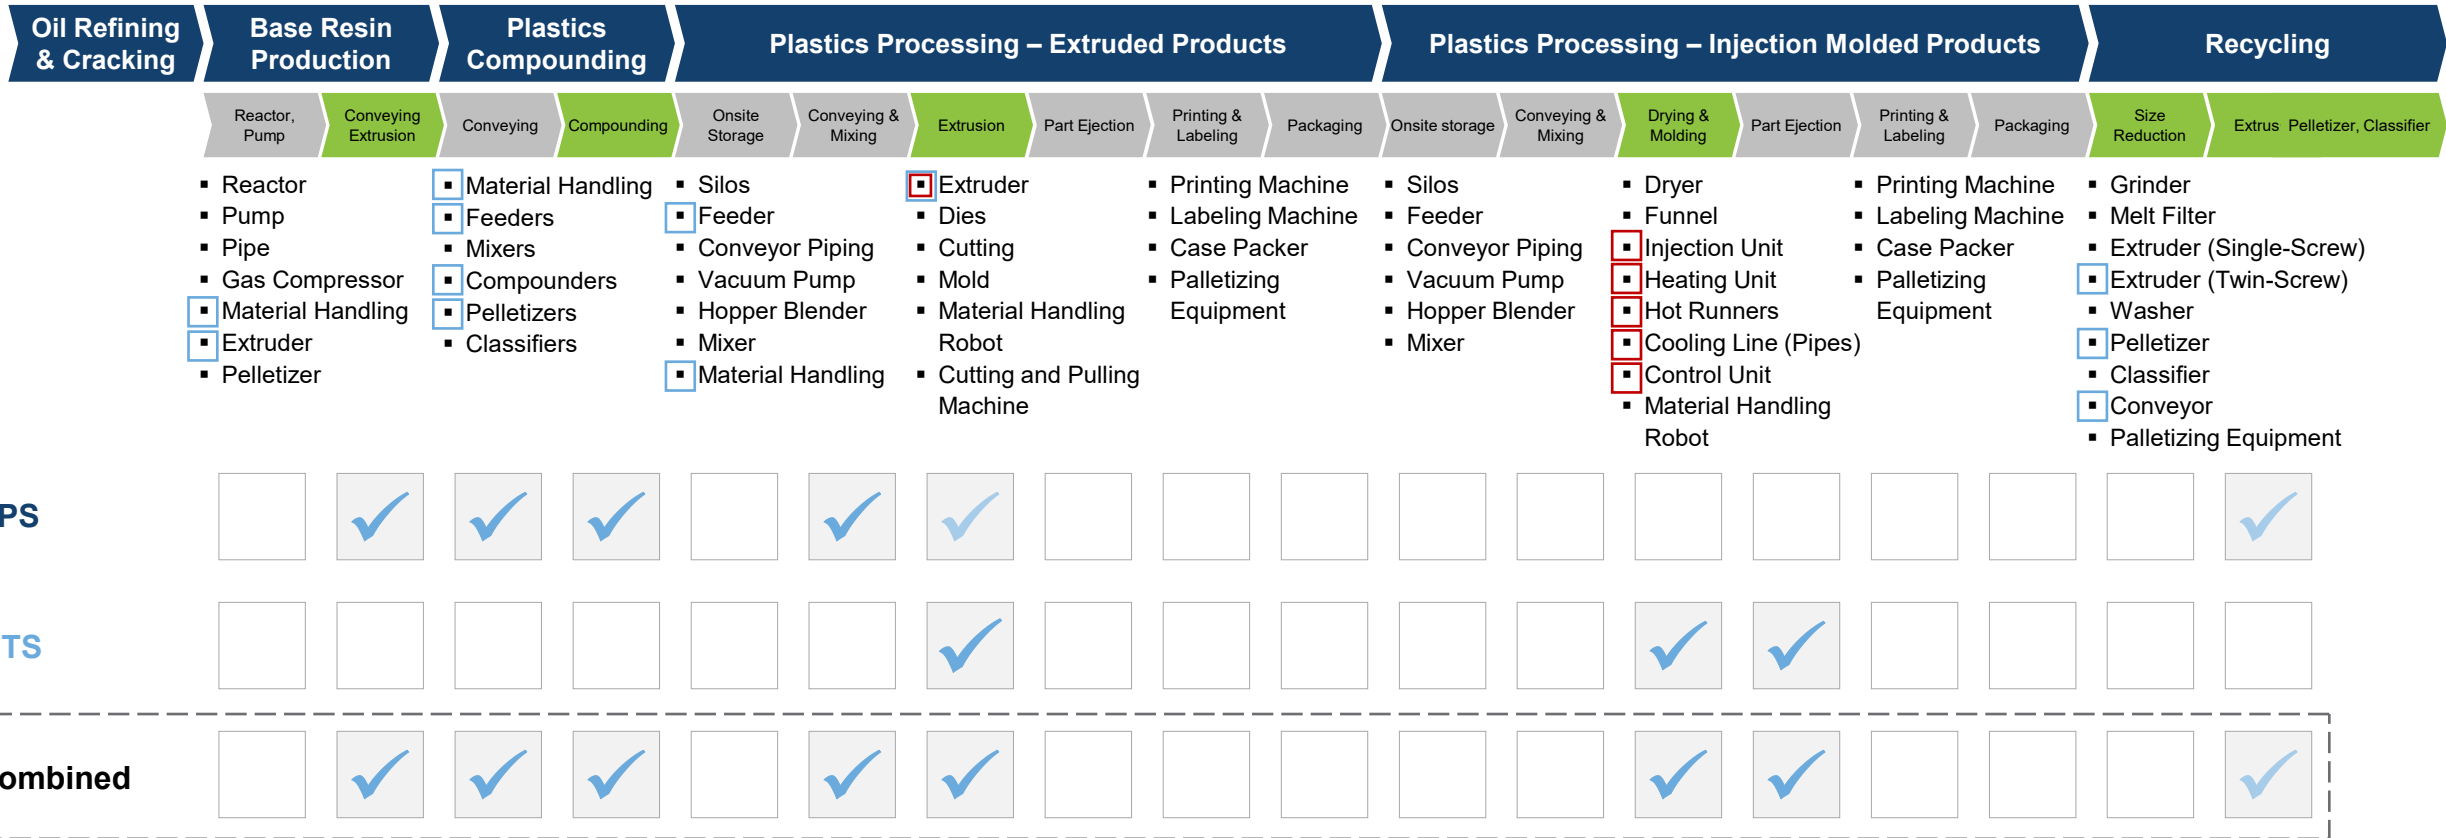 Oil Refining
& Cracking
Base Resin
Production
Plastics
Compounding
Plastics Processing – Extruded Products
Plastics Processing – Injection Molded Products
Recycling
Reactor,
Pump
Conveying
Extrusion
Conveying
Compounding
Onsite
Storage
Conveying &
Mixing
Extrusion
Part Ejection
Printing &
Labeling
Packaging
Onsite storage
Conveying &
Mixing
Drying &
Molding
Part Ejection
Printing &
Labeling
Packaging
Size
Reduction
Extrus Pelletizer, Classifier
▪ Reactor
▪ Pump
▪ Pipe
▪ Gas Compressor
▪ Material Handling
▪ Extruder
▪ Pelletizer
▪ Material Handling
▪ Feeders
▪ Mixers
▪ Compounders
▪ Pelletizers
▪ Classifiers
▪ Silos
▪ Feeder
▪ Conveyor Piping
▪ Vacuum Pump
▪ Hopper Blender
▪ Mixer
▪ Material Handling
▪ Extruder
▪ Dies
▪ Cutting
▪ Mold
▪ Material Handling
Robot
▪ Cutting and Pulling
Machine
▪ Printing Machine
▪ Labeling Machine
▪ Case Packer
▪ Palletizing
Equipment
▪ Silos
▪ Feeder
▪ Conveyor Piping
▪ Vacuum Pump
▪ Hopper Blender
▪ Mixer
▪ Dryer
▪ Funnel
▪ Injection Unit
▪ Heating Unit
▪ Hot Runners
▪ Cooling Line (Pipes)
▪ Control Unit
▪ Material Handling
Robot
▪ Printing Machine
▪ Labeling Machine
▪ Case Packer
▪ Palletizing
Equipment
▪ Grinder
▪ Melt Filter
▪ Extruder (Single-Screw)
▪ Extruder (Twin-Screw)
▪ Washer
▪ Pelletizer
▪ Classifier
▪ Conveyor
▪ Palletizing Equipment
PS
TS
ombined